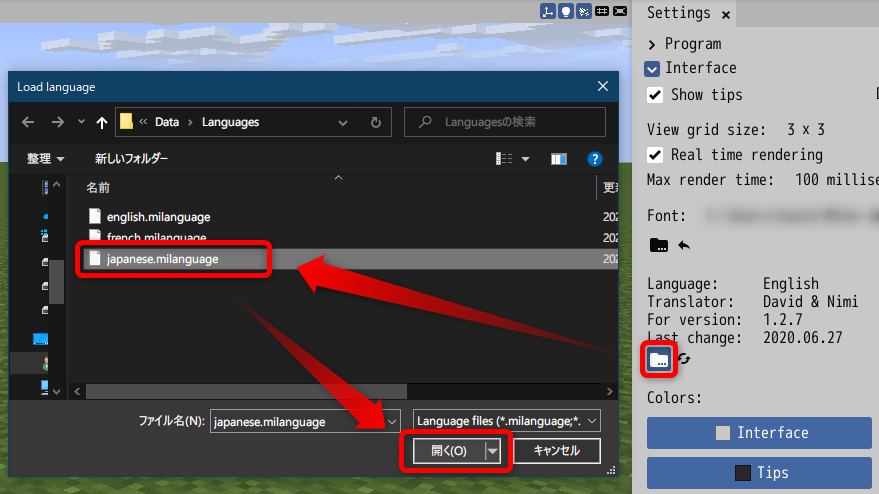 Settings
Program
Interface
Show tips
View grid size: 3 x 3
Real time rendering
Max render time: 100 millise
Font:
Language: English
Translator: David & Nimi
For version: 1.2.7
Last change: 2020.06.27
Colors:
Interface
Tips
Load language
Data
Languages
Languagesの検索
整理
新しいフォルダー
名前
更
english.milanguage
202
french.milanguage
202
japanese.milanguage
202
ファイル名(N):
japanese.milanguage
Language files (*.milanguage;*.
開く(O)
キャンセル